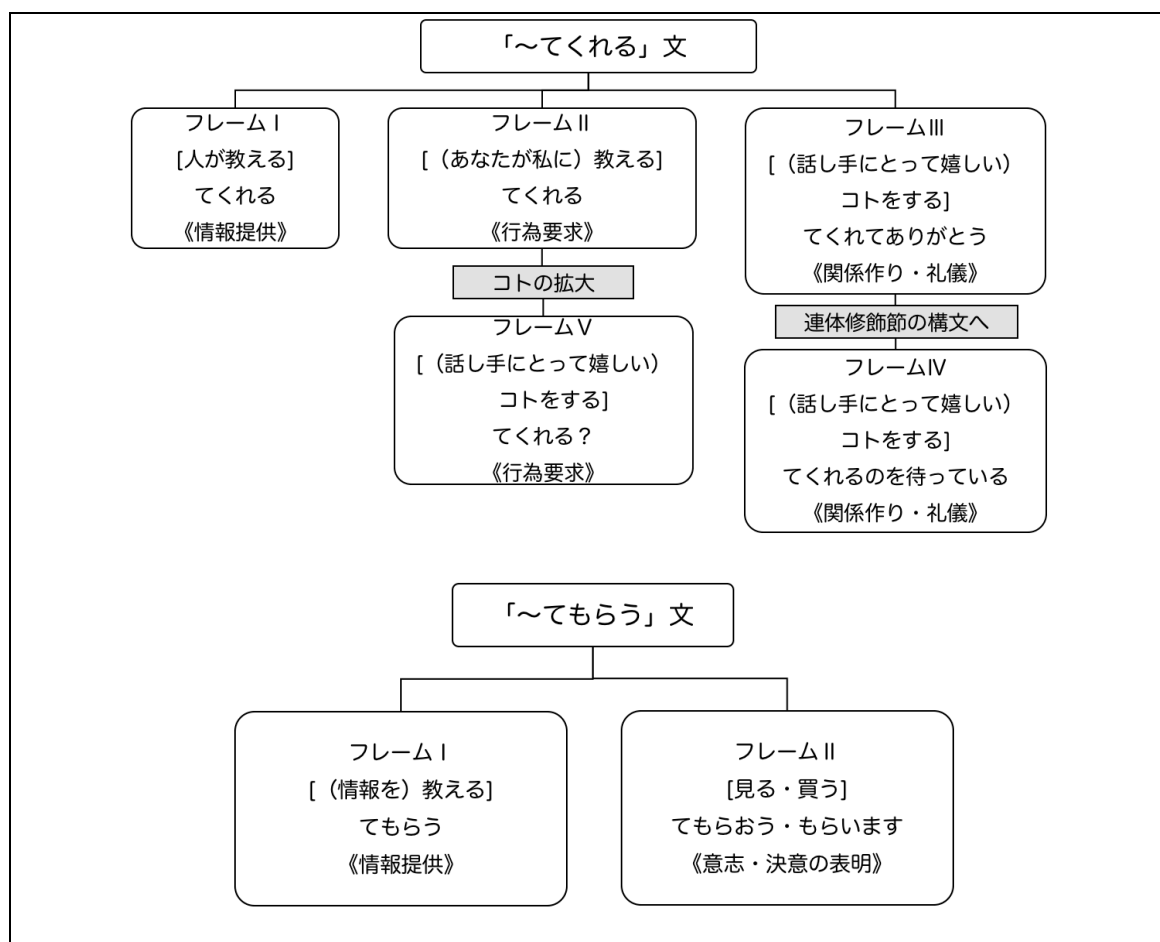 「～てくれる」文
フレームⅠ
[人が教える]
てくれる
《情報提供》
フレームⅡ
[（あなたが私に）教える]
てくれる
《行為要求》
コトの拡大
フレームⅤ
[（話し手にとって嬉しい）
コトをする]
てくれる？
《行為要求》
フレームⅢ
[（話し手にとって嬉しい）
コトをする]
てくれてありがとう
《関係作り・礼儀》
連体修飾節の構文へ
フレームⅣ
[（話し手にとって嬉しい）
コトをする]
てくれるのを待っている
《関係作り・礼儀》
「～てもらう」文
フレームⅠ
[（情報を）教える]
てもらう
《情報提供》
フレームⅡ
[見る・買う]
てもらおう・もらいます
《意志・決意の表明》